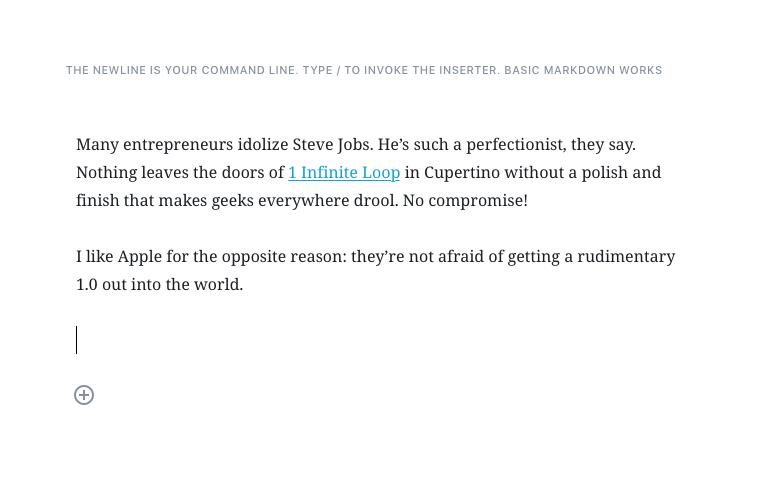 THE NEWLINE IS YOUR COMMAND LINE. TYPE / TO INVOKE THE INSERTER. BASIC MARKDOWN WORKS
Many entrepreneurs idolize Steve Jobs. He’s such a perfectionist, they say.
Nothing leaves the doors of 1 Infinite Loop in Cupertino without a polish and
finish that makes geeks everywhere drool. No compromise!
I like Apple for the opposite reason: they’re not afraid of getting a rudimentary
1.0 out into the world.